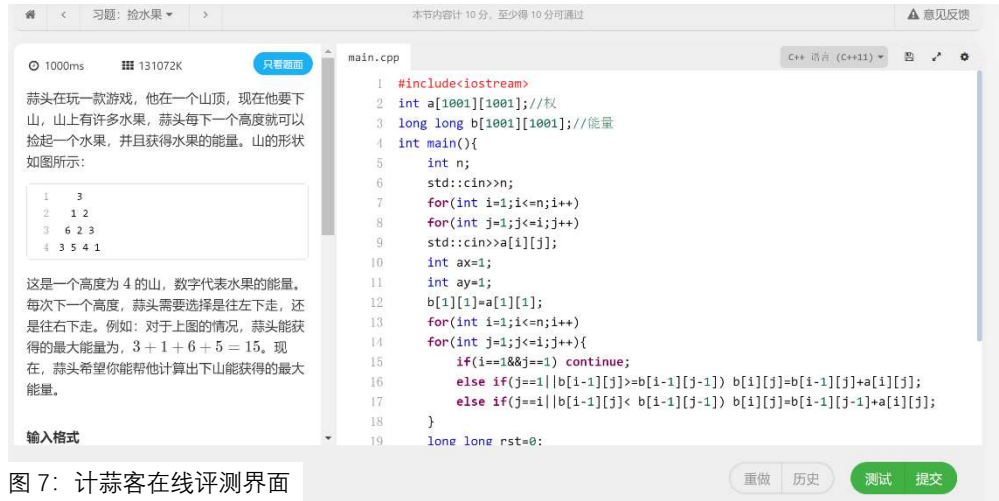 习题：捡水果
本节内容计 10 分，至少得 10 分可通过
意见反馈
1000ms 131072K 只看题面
蒜头在玩一款游戏，他在一个山顶，现在他要下
山，山上有许多水果，蒜头每下一个高度就可以
捡起一个水果，并且获得水果的能量。山的形状
如图所示：
1 3
2 1 2
3 6 2 3
4 3 5 4 1
这是一个高度为 4 的山，数字代表水果的能量。
每次下一个高度，蒜头需要选择是往左下走，还
是往右下走。例如：对于上图的情况，蒜头能获
得的最大能量为，3 + 1 + 6 + 5 = 15。现
在，蒜头希望你能帮他计算出下山能获得的最大
能量。
输入格式
main.cpp
C++ 语言 (C++11)
1 #include<iostream>
2 int a[1001][1001];//权
3 long long b[1001][1001];//能量
4 int main(){
5 int n;
6 std::cin>>n;
7 for(int i=1;i<=n;i++)
8 for(int j=1;j<=i;j++)
9 std::cin>>a[i][j];
10 int ax=1;
11 int ay=1;
12 b[1][1]=a[1][1];
13 for(int i=1;i<=n;i++)
14 for(int j=1;j<=i;j++){
15 if(i==1&&j==1) continue;
16 else if(j==1||b[i-1][j]>=b[i-1][j-1]) b[i][j]=b[i-1][j]+a[i][j];
17 else if(j==i||b[i-1][j]< b[i-1][j-1]) b[i][j]=b[i-1][j-1]+a[i][j];
18 }
19 long long rst=0;
重做 历史 测试 提交
图 7：计蒜客在线评测界面